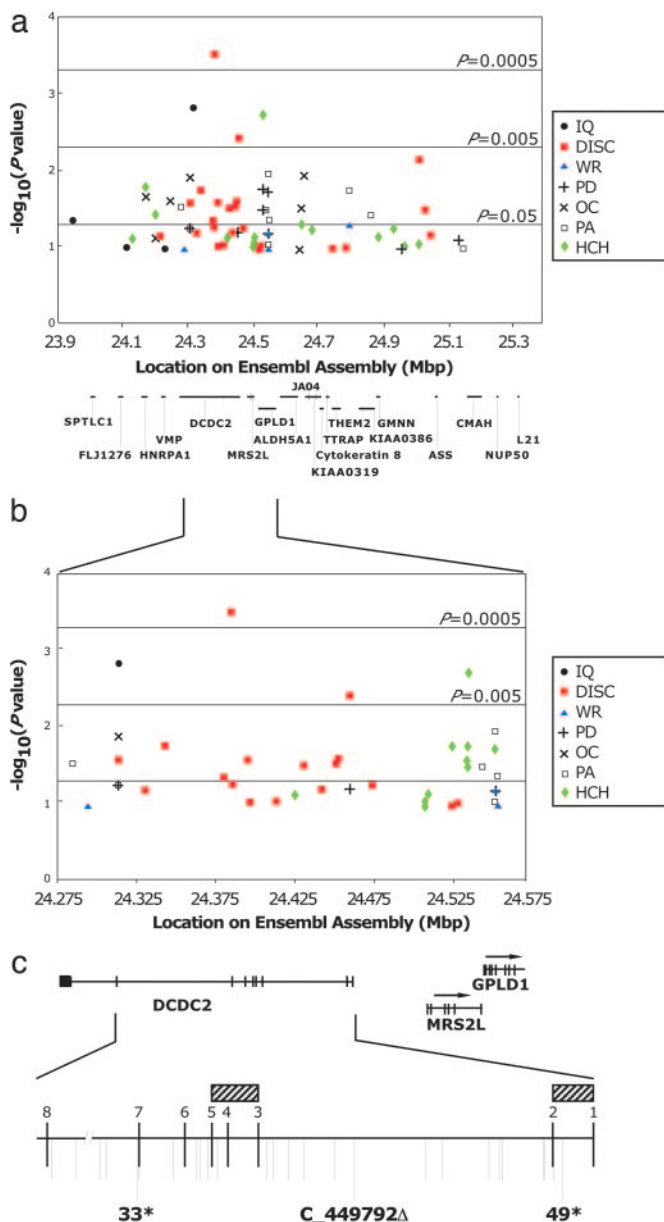 a
4
3
2
1
0
-log10(P value)
P=0.0005
P=0.005
P=0.05
IQ
DISC
WR
PD
OC
PA
HCH
23.9 24.1 24.3 24.5 24.7 24.9 25.1 25.3
Location on Ensembl Assembly (Mbp)
JA04
SPTLC1 DCDC2 GPLD1 THEM2 GMNN CMAH L21
VMP ALDH5A1 TTRAP KIAA0386
FLJ1276 HNRPA1 MRS2L Cytokeratin 8 ASS NUP50
KIAA0319
b
4
3
2
1
0
-log10(P value)
P=0.0005
P=0.005
IQ
DISC
WR
PD
OC
PA
HCH
24.275 24.325 24.375 24.425 24.475 24.525 24.575
Location on Ensembl Assembly (Mbp)
c
GPLD1
DCDC2
MRS2L
8 7 6 5 4 3 2 1
33* C_449792Δ 49*